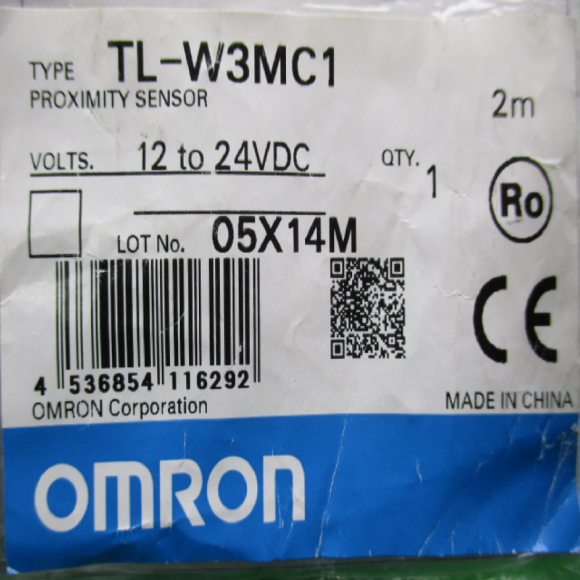 TYPE TL-W3MC1
PROXIMITY SENSOR
2m
VOLTS. 12 to 24VDC QTY. 1
Ro
LOT No. 05X14M
CE
4 536854 116292
OMRON Corporation
MADE IN CHINA
OMRON